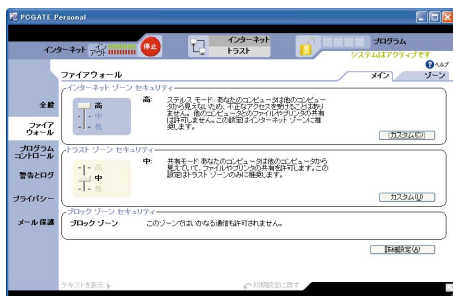 PCGATE Personal
インターネット アウト
停止
インターネット
トラスト
プログラム
システムはアクティブです
ヘルプ
ファイアウォール
メイン
ゾーン
全般
ファイア
ウォール
プログラム
コントロール
警告とログ
プライバシー
メール保護
インターネット ゾーン セキュリティ
高
中
低
高:
ステルス モード: あなたのコンピュータは他のコンピュー
タから見えないため、不正なアクセスを受けることはあり
ません。他のコンピュータとのファイルやプリンタの共有
は許可しません。この設定はインターネット ゾーンに推
奨します。
カスタム(C)
トラスト ゾーン セキュリティ
高
中
低
中:
共有モード: あなたのコンピュータは他のコンピュータから
見えていて、ファイルやプリンタの共有を許可します。この
設定はトラスト ゾーンのみに推奨します。
カスタム(U)
ブロック ゾーン セキュリティ
ブロック ゾーン
このゾーンではいかなる通信も許可されません。
詳細設定(A)
テキストを表示
初期設定に戻す